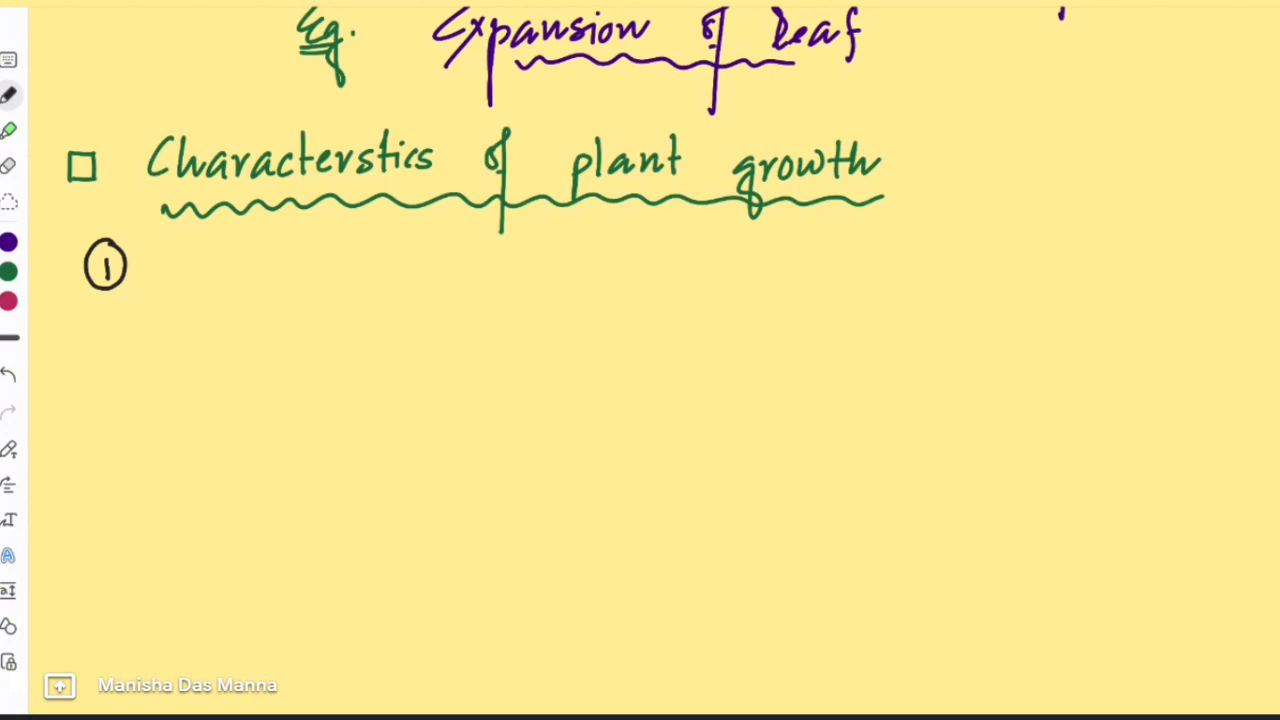 Eg. Expansion of leaf
□ Characterstics of plant growth
①
Manisha Das Manna